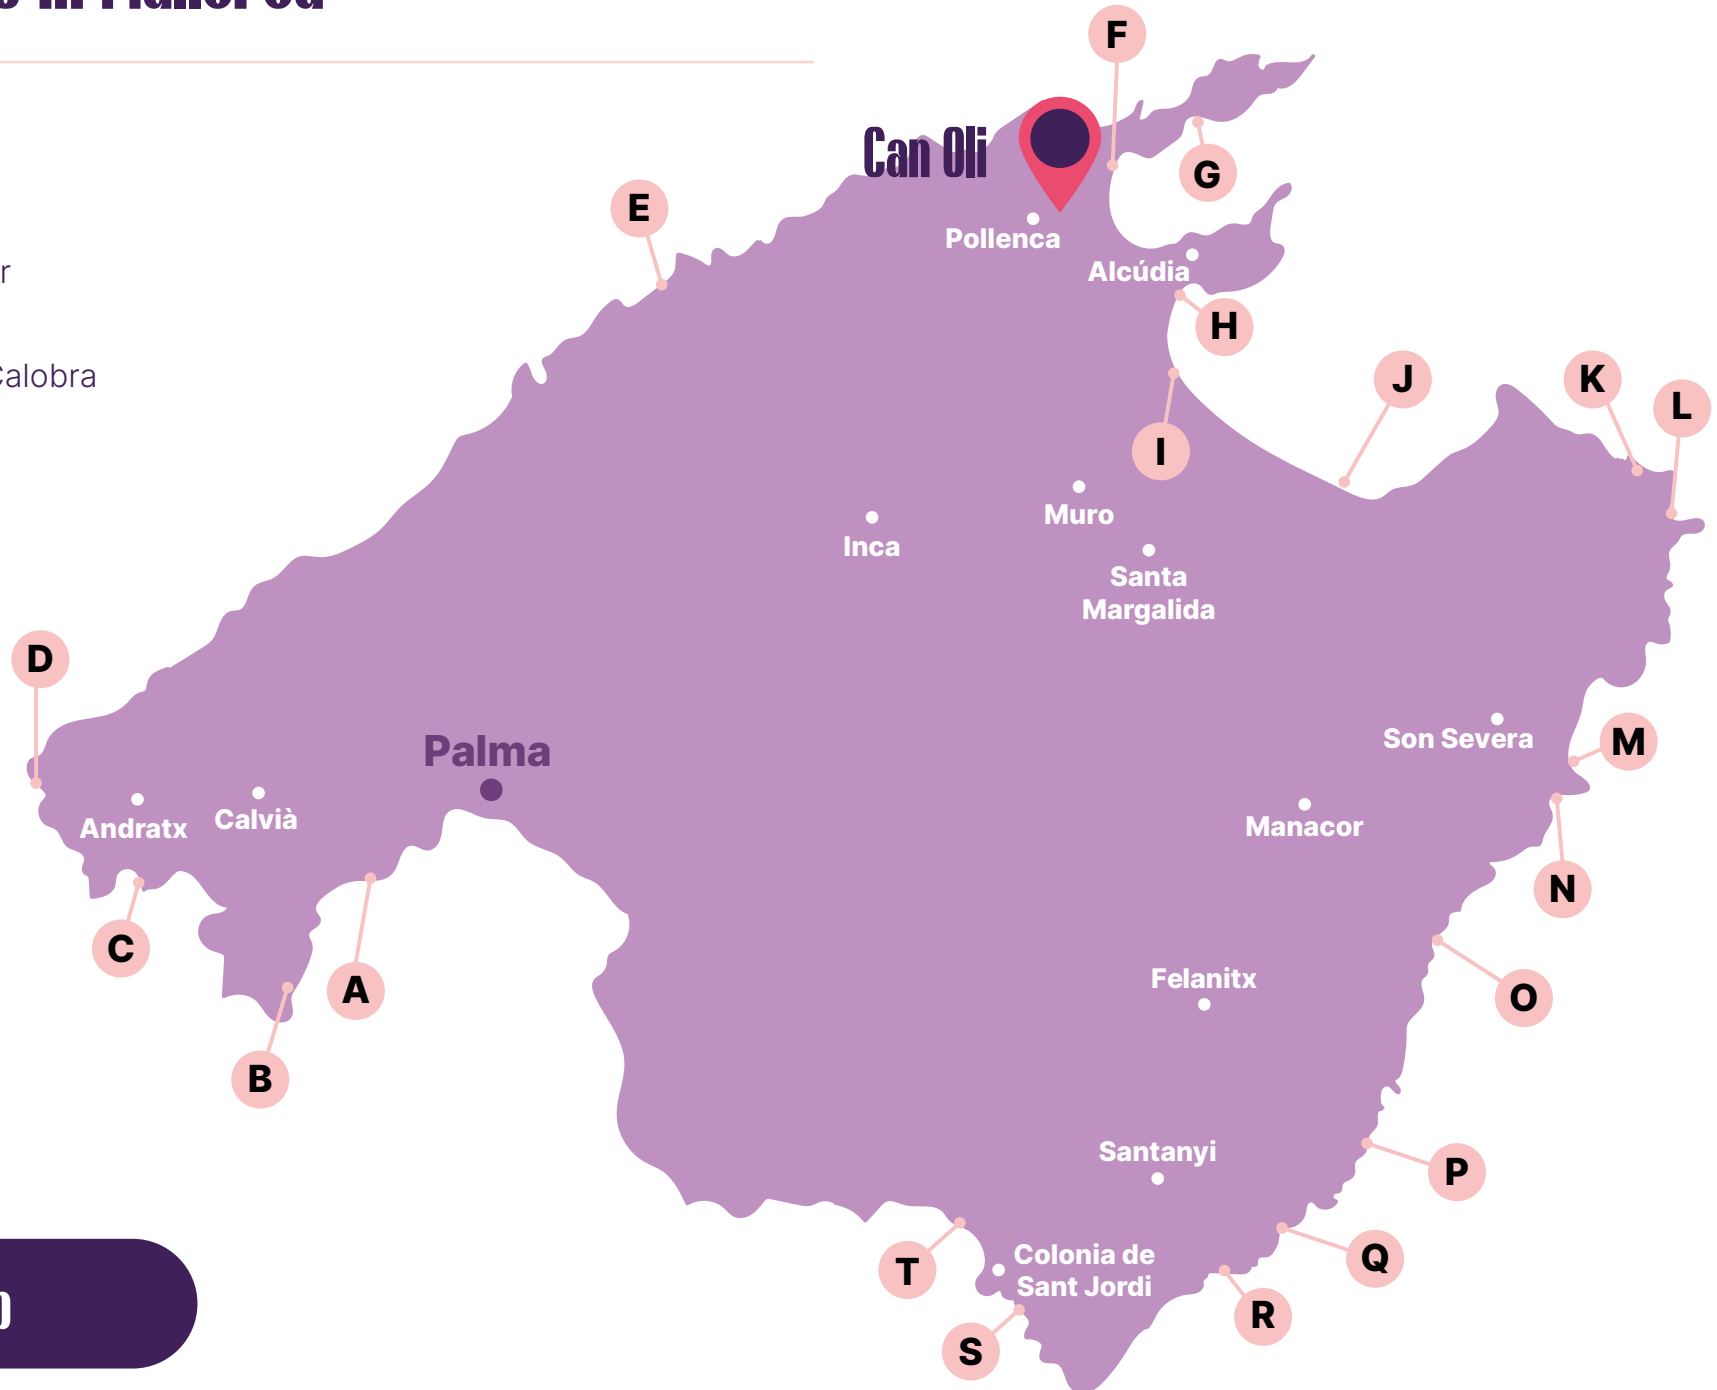 F
Can Oli
G
E
Pollenca
r
Alcúdia
H
Calobra
J
K
L
I
Muro
Inca
Santa
Margalida
D
Palma
Son Severa
M
Andratx
Calvià
Manacor
N
C
A
Felanitx
O
B
Santanyi
P
T
Colonia de
Sant Jordi
Q
R
S